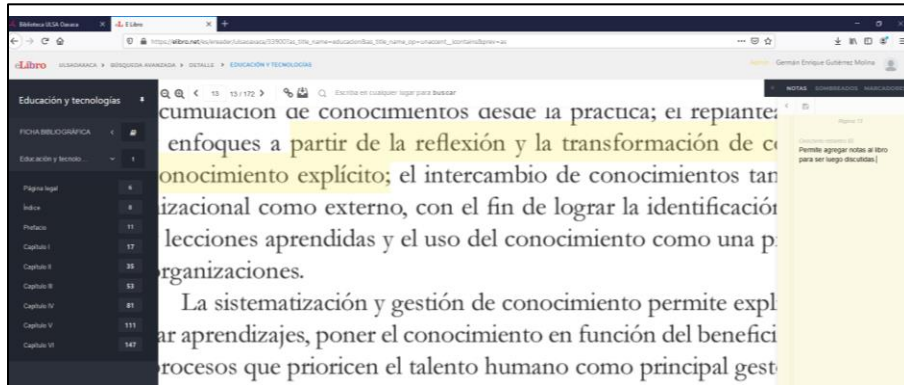 Biblioteca ULSA Oaxaca
E Libro
eLibro
ULSAOAXACA
BÚSQUEDA AVANZADA
DETALLE
EDUCACIÓN Y TECNOLOGÍAS
Germán Enrique Gutiérrez Molina
Educación y tecnologías
13
13 / 172
Escriba en cualquier lugar para buscar
NOTAS
SOMBREADOS
MARCADORES
FICHA BIBLIOGRÁFICA
Educación y tecnolo...
1
Página legal 6
Índice 8
Prefacio 11
Capítulo I 17
Capítulo II 35
Capítulo III 53
Capítulo IV 81
Capítulo V 111
Capítulo VI 147
cumulación de conocimientos desde la práctica; el replantea
enfoques a partir de la reflexión y la transformación de co
onocimiento explícito; el intercambio de conocimientos tan
izacional como externo, con el fin de lograr la identificación
lecciones aprendidas y el uso del conocimiento como una p
rganizaciones.
La sistematización y gestión de conocimiento permite expl
ar aprendizajes, poner el conocimiento en función del benefici
rocesos que prioricen el talento humano como principal gest
Página 13
Permite agregar notas al libro
para ser luego discutidas.